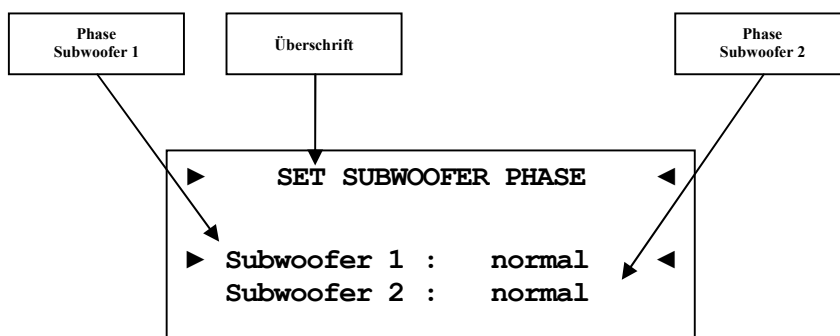 Phase
Subwoofer 1
Überschrift
Phase
Subwoofer 2
► SET SUBWOOFER PHASE ◄
► Subwoofer 1 : normal ◄
Subwoofer 2 : normal